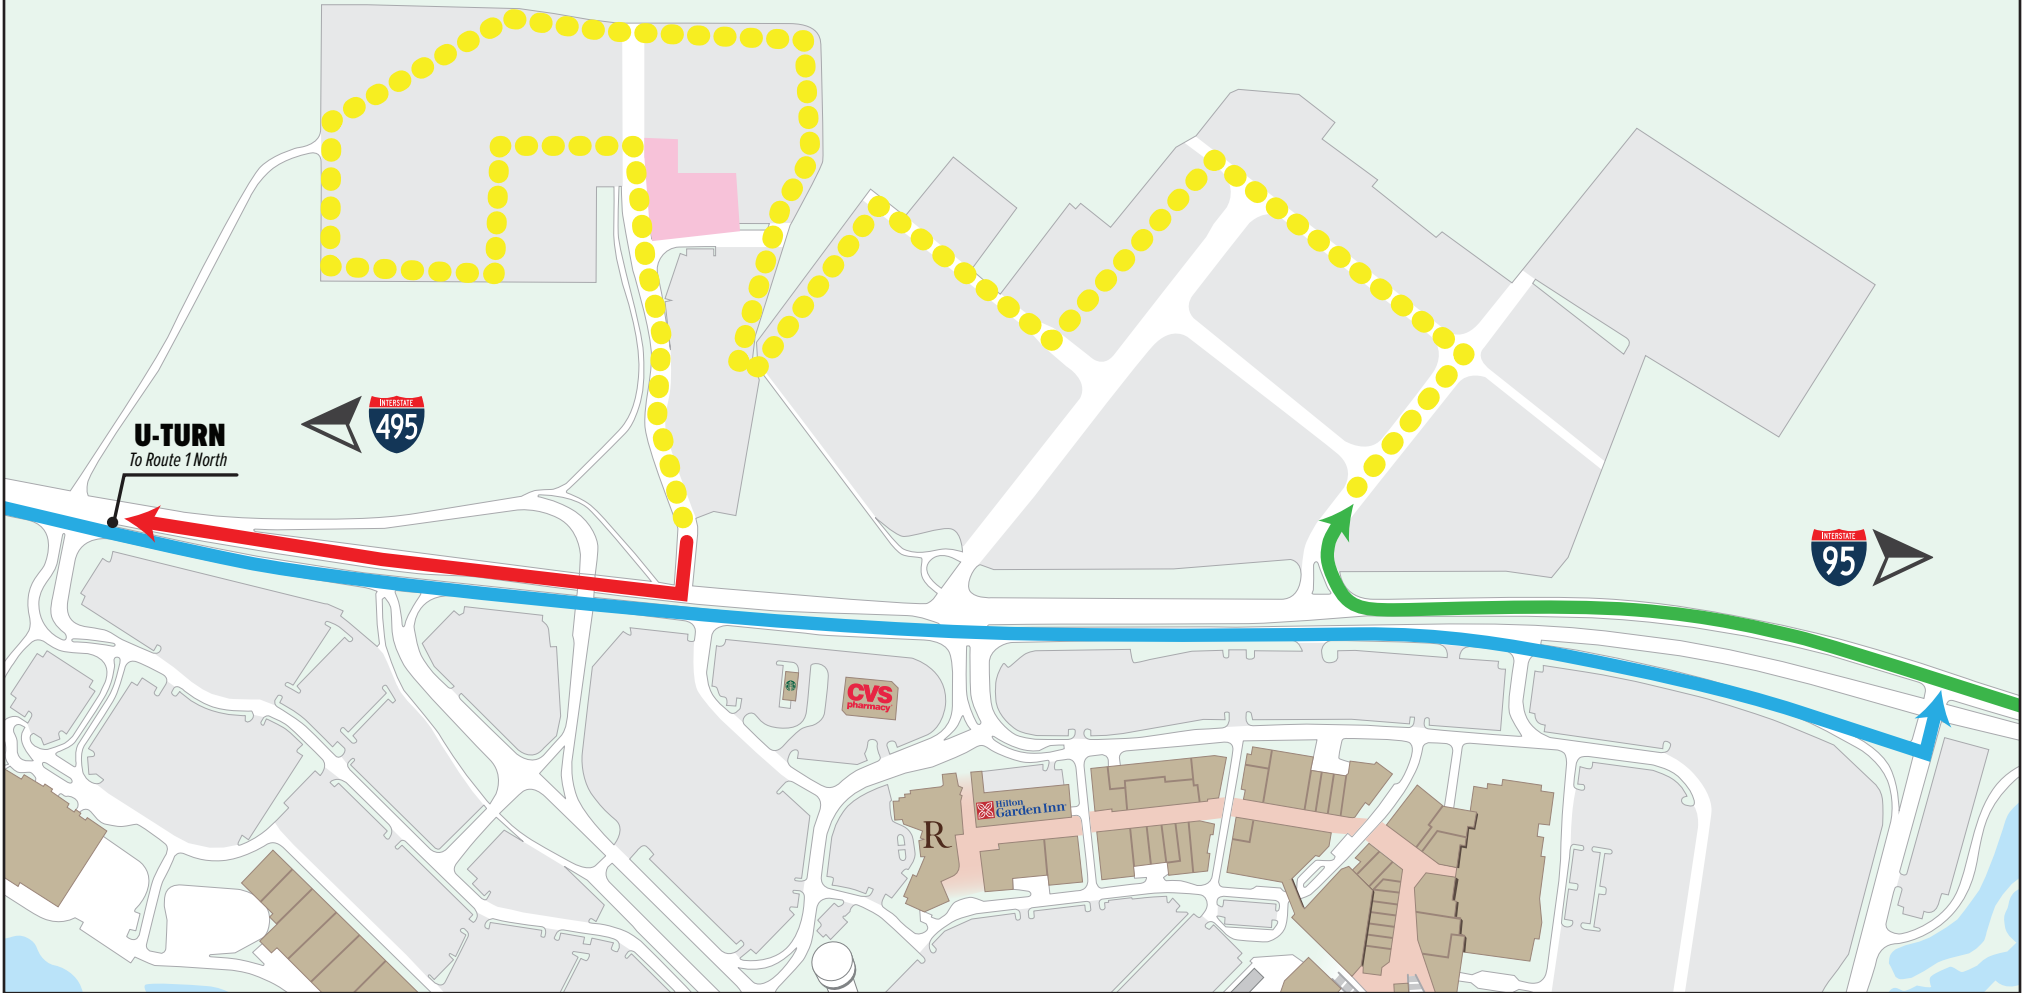 INTERSTATE
495
U-TURN
To Route 1 North
INTERSTATE
95
CVS
pharmacy
Hilton
Garden Inn
R